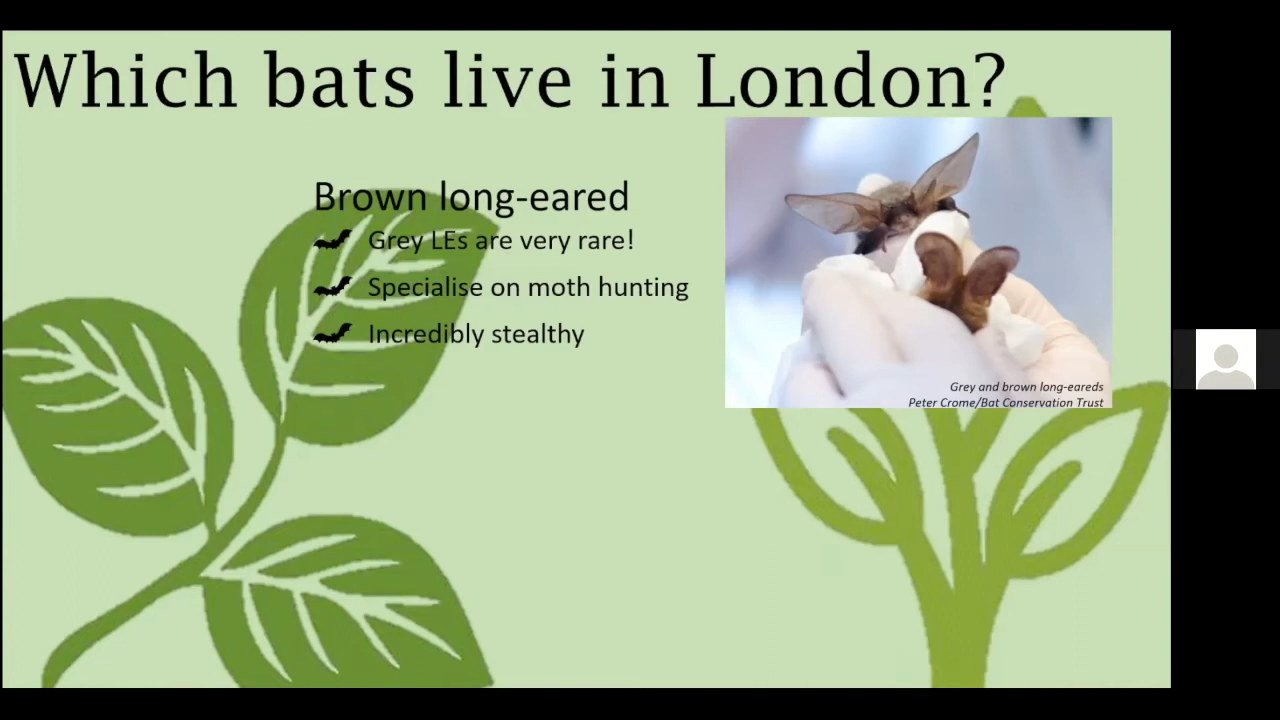 Which bats live in London?
Brown long-eared
Grey LEs are very rare!
Specialise on moth hunting
Incredibly stealthy
Grey and brown long-eareds
Peter Crome/Bat Conservation Trust